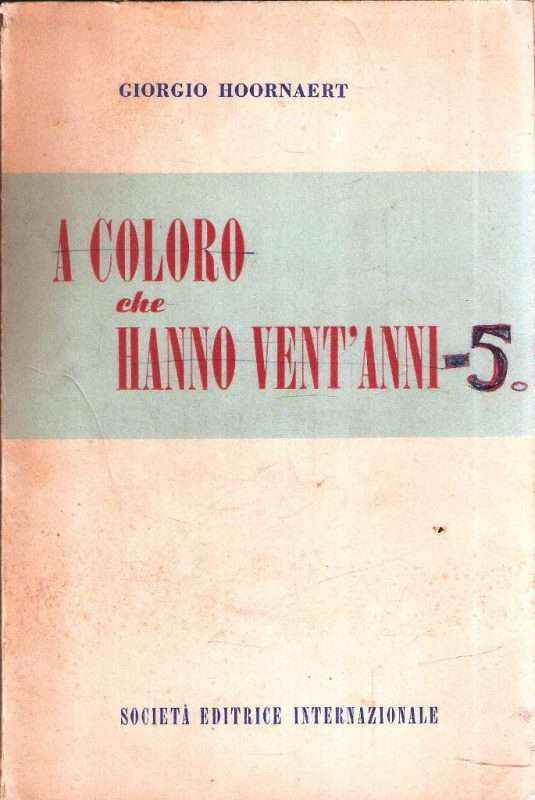 GIORGIO HOORNAERT
A COLORO
che
HANNO VENT'ANNI -5.
SOCIETÀ EDITRICE INTERNAZIONALE